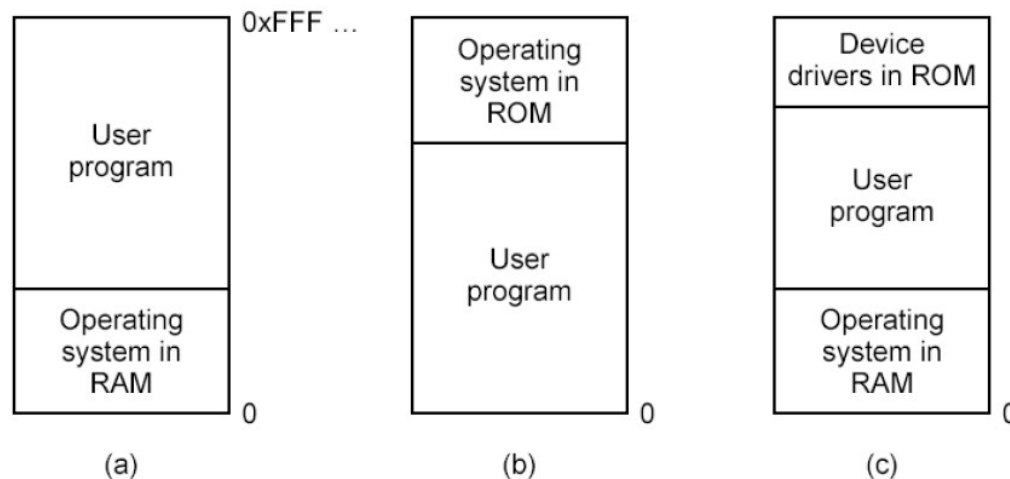 0xFFF ...
User
program
Operating
system in
RAM
0
(a)
Operating
system in
ROM
User
program
0
(b)
Device
drivers in ROM
User
program
Operating
system in
RAM
0
(c)